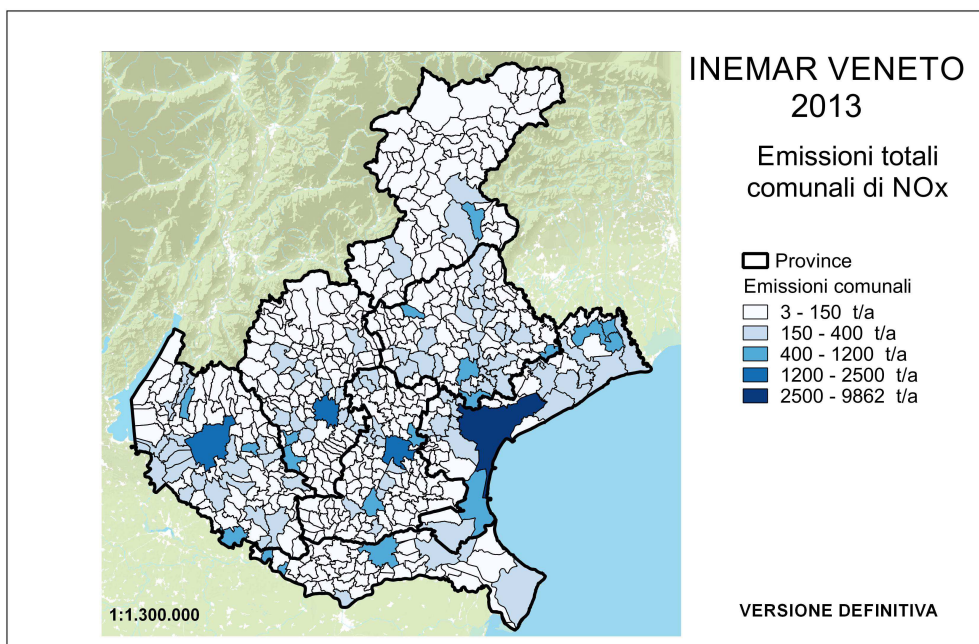 INEMAR VENETO
2013
Emissioni totali
comunali di NOx
Province
Emissioni comunali
3 - 150 t/a
150 - 400 t/a
400 - 1200 t/a
1200 - 2500 t/a
2500 - 9862 t/a
1:1.300.000
VERSIONE DEFINITIVA